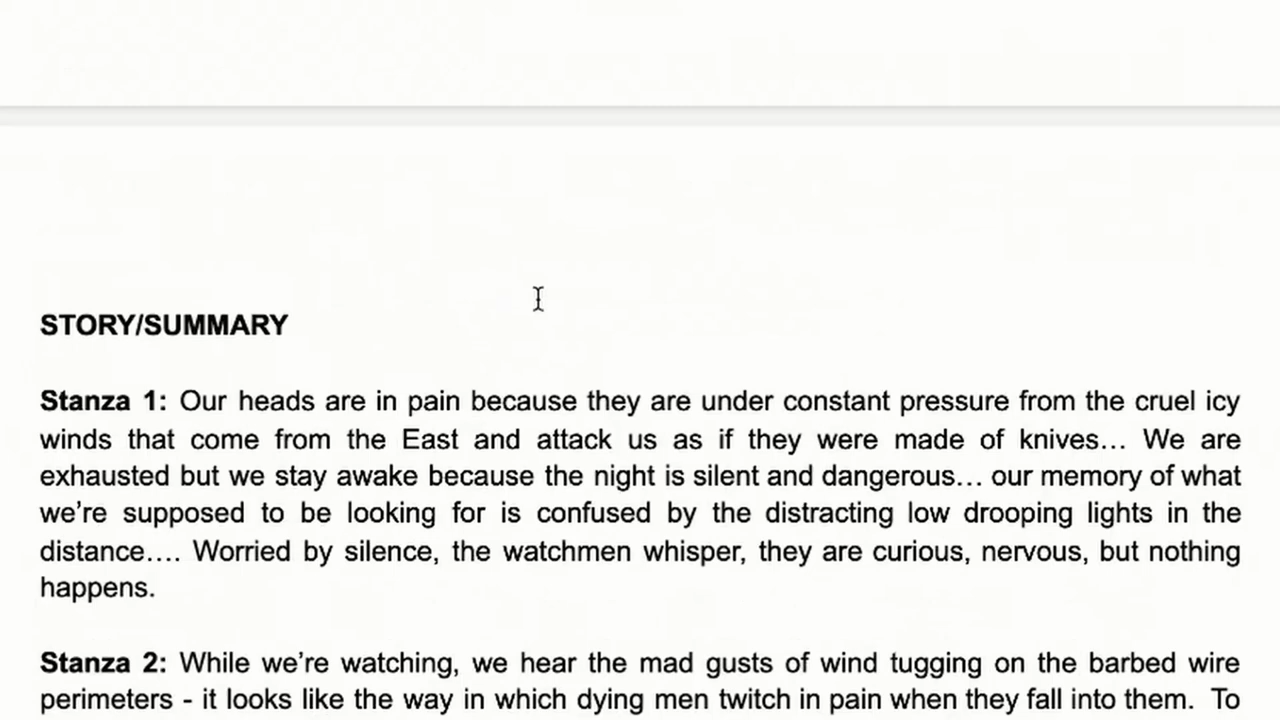 STORY/SUMMARY
Stanza 1: Our heads are in pain because they are under constant pressure from the cruel icy
winds that come from the East and attack us as if they were made of knives… We are
exhausted but we stay awake because the night is silent and dangerous… our memory of what
we’re supposed to be looking for is confused by the distracting low drooping lights in the
distance…. Worried by silence, the watchmen whisper, they are curious, nervous, but nothing
happens.
Stanza 2: While we’re watching, we hear the mad gusts of wind tugging on the barbed wire
perimeters - it looks like the way in which dying men twitch in pain when they fall into them. To